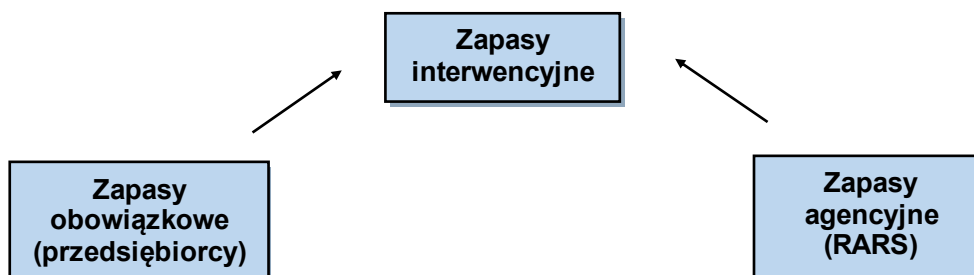 Zapasy
interwencyjne
Zapasy
obowiązkowe
(przedsiębiorcy)
Zapasy
agencyjne
(RARS)